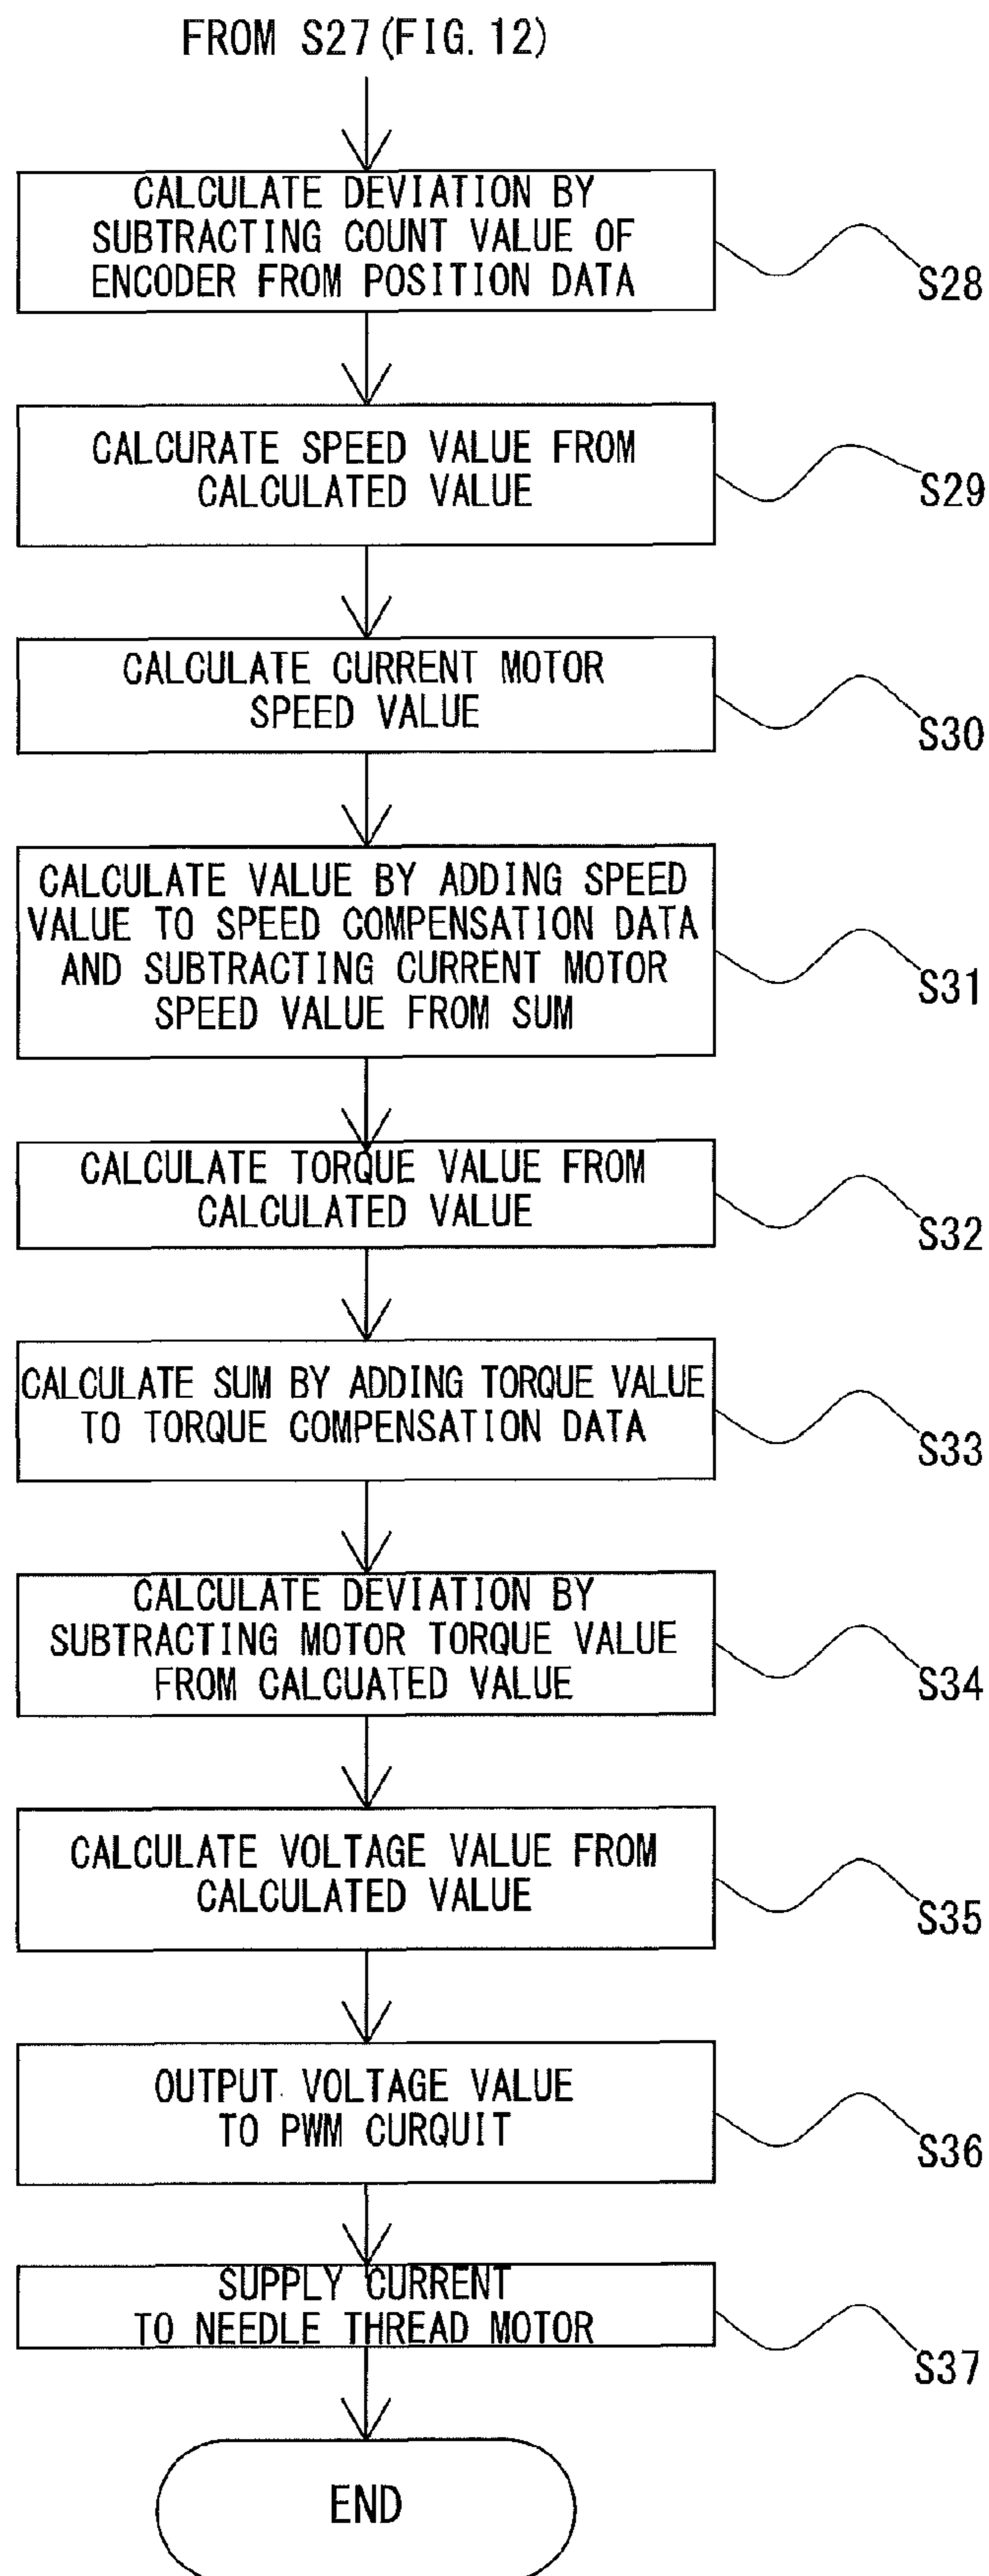 FROM S27(FIG. 12)
CALCULATE DEVIATION BY
SUBTRACTING COUNT VALUE OF
ENCODER FROM POSITION DATA
S28
CALCURATE SPEED VALUE FROM
CALCULATED VALUE
S29
CALCULATE CURRENT MOTOR
SPEED VALUE
S30
CALCULATE VALUE BY ADDING SPEED
VALUE TO SPEED COMPENSATION DATA
AND SUBTRACTING CURRENT MOTOR
SPEED VALUE FROM SUM
S31
CALCULATE TORQUE VALUE FROM
CALCULATED VALUE
S32
CALCULATE SUM BY ADDING TORQUE VALUE
TO TORQUE COMPENSATION DATA
S33
CALCULATE DEVIATION BY
SUBTRACTING MOTOR TORQUE VALUE
FROM CALCUATED VALUE
S34
CALCULATE VOLTAGE VALUE FROM
CALCULATED VALUE
S35
OUTPUT VOLTAGE VALUE
TO PWM CURQUIT
S36
SUPPLY CURRENT
TO NEEDLE THREAD MOTOR
S37
END